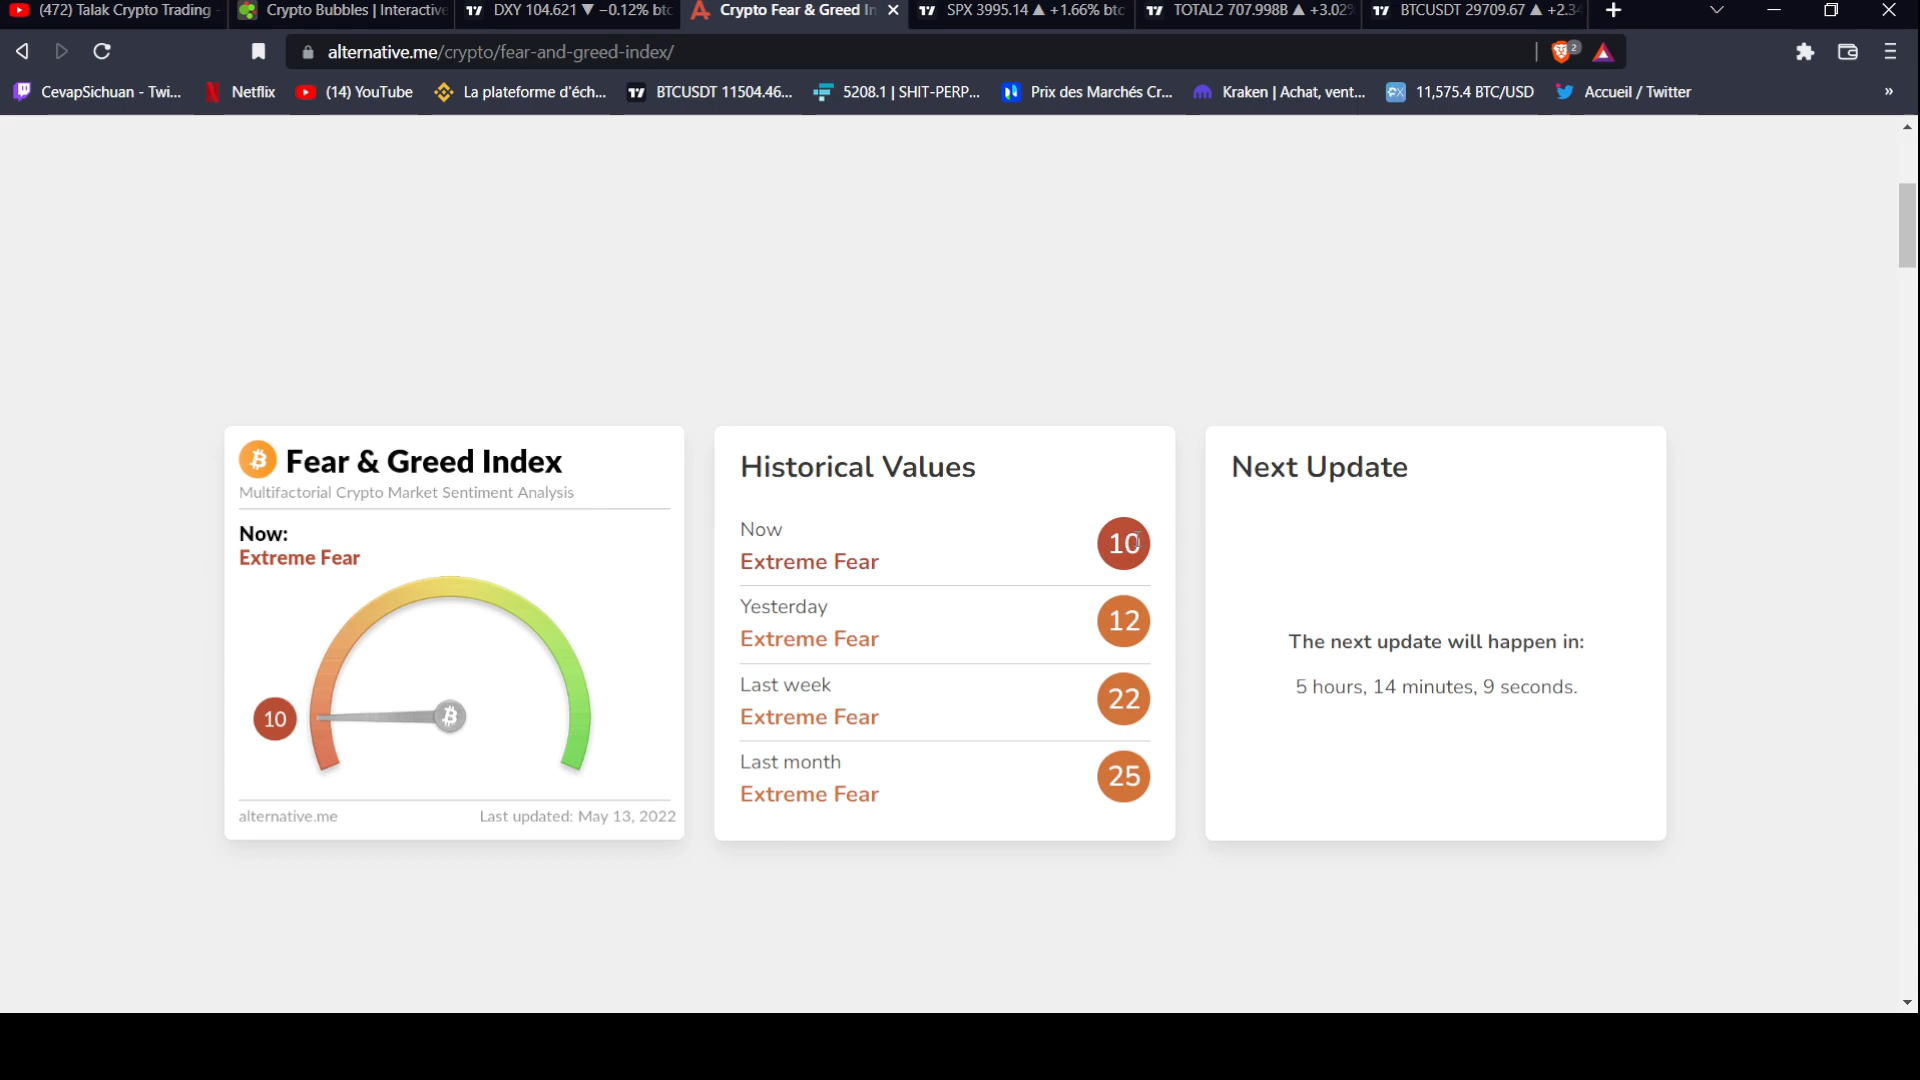 (472) Talak Crypto Trading -
Crypto Bubbles | Interactive
DXY 104.621 ▼ −0.12% btc
Crypto Fear & Greed In
SPX 3995.14 ▲ +1.66% btc
TOTAL2 707.998B ▲ +3.02%
BTCUSDT 29709.67 ▲ +2.34
alternative.me/crypto/fear-and-greed-index/
2
CevapSichuan - Twi...
Netflix
(14) YouTube
La plateforme d'éch...
BTCUSDT 11504.46...
5208.1 | SHIT-PERP...
Prix des Marchés Cr...
Kraken | Achat, vent...
11,575.4 BTC/USD
Accueil / Twitter
»
Fear & Greed Index
Multifactorial Crypto Market Sentiment Analysis
Now:
Extreme Fear
10
alternative.me
Last updated: May 13, 2022
Historical Values
Now
Extreme Fear
10
Yesterday
Extreme Fear
12
Last week
Extreme Fear
22
Last month
Extreme Fear
25
Next Update
The next update will happen in:
5 hours, 14 minutes, 9 seconds.